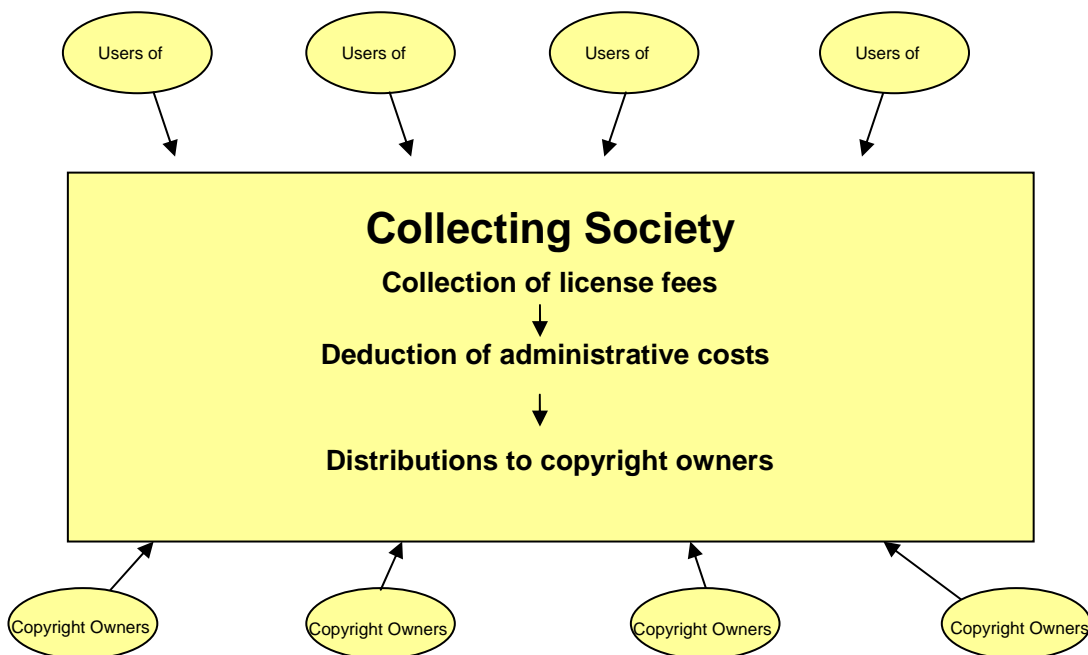 Users of
Users of
Users of
Users of
Collecting Society
Collection of license fees
Deduction of administrative costs
Distributions to copyright owners
Copyright Owners
Copyright Owners
Copyright Owners
Copyright Owners